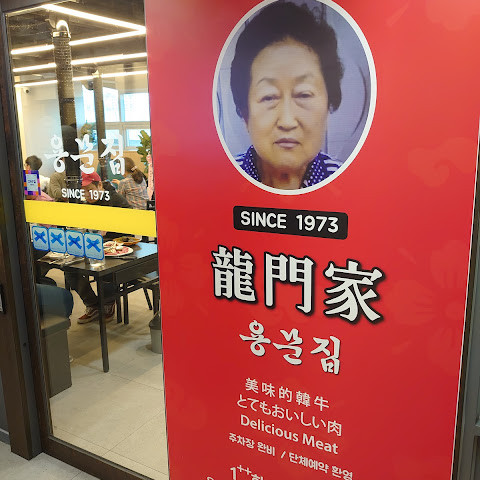 용문집
SINCE 1973
SINCE 1973
龍門家
용문집
美味的韓牛
とてもおいしい肉
Delicious Meat
주차장 완비 / 단체예약 환영
1++